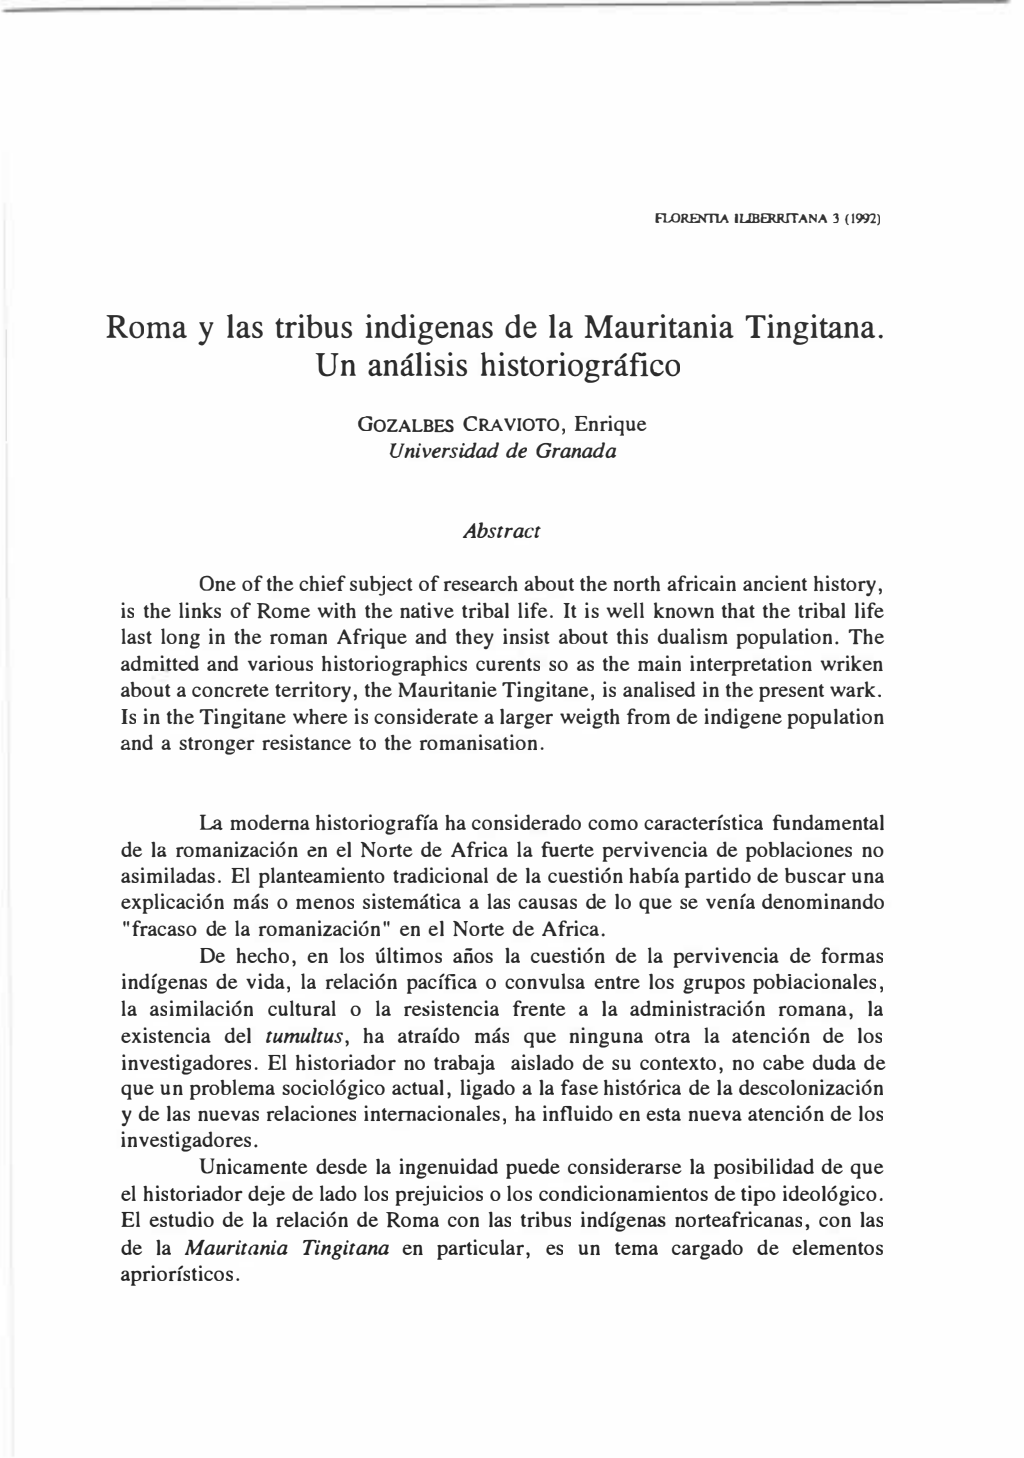 FLORENTIA ILIBERRITANA 3 (1992)
Roma y las tribus indigenas de la Mauritania Tingitana.
Un análisis historiográfico
GOZALBES CRAVIOTO, Enrique
Universidad de Granada
Abstract
One of the chief subject of research about the north africain ancient history,
is the links of Rome with the native tribal life. It is well known that the tribal life
last long in the roman Afrique and they insist about this dualism population. The
admitted and various historiographics curents so as the main interpretation wriken
about a concrete territory, the Mauritanie Tingitane, is analised in the present wark.
Is in the Tingitane where is considerate a larger weigth from de indigene population
and a stronger resistance to the romanisation.
La moderna historiografía ha considerado como característica fundamental
de la romanización en el Norte de Africa la fuerte pervivencia de poblaciones no
asimiladas. El planteamiento tradicional de la cuestión había partido de buscar una
explicación más o menos sistemática a las causas de lo que se venía denominando
"fracaso de la romanización" en el Norte de Africa.
De hecho, en los últimos años la cuestión de la pervivencia de formas
indígenas de vida, la relación pacífica o convulsa entre los grupos poblacionales,
la asimilación cultural o la resistencia frente a la administración romana, la
existencia del tumultus, ha atraído más que ninguna otra la atención de los
investigadores. El historiador no trabaja aislado de su contexto, no cabe duda de
que un problema sociológico actual, ligado a la fase histórica de la descolonización
y de las nuevas relaciones internacionales, ha influido en esta nueva atención de los
investigadores.
Unicamente desde la ingenuidad puede considerarse la posibilidad de que
el historiador deje de lado los prejuicios o los condicionamientos de tipo ideológico.
El estudio de la relación de Roma con las tribus indígenas norteafricanas, con las
de la Mauritania Tingitana en particular, es un tema cargado de elementos
apriorísticos.